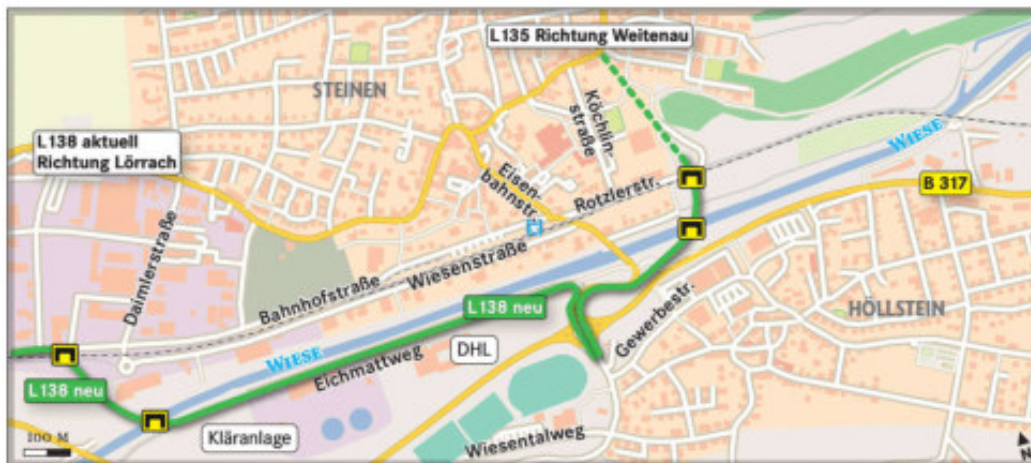 L135 Richtung Weitenau
STEINEN
Köchlin-
straße
L138 aktuell
Richtung Lörrach
WIESE
Eisen-
bahnstr.
Rotzlerstr.
B 317
Daimlerstraße
Bahnhofstraße
Wiesenstraße
L138 neu
HÖLLSTEIN
Gewerbestr.
WIESE
DHL
Eichmattweg
L138 neu
Kläranlage
Wiesentalweg
100 M
N